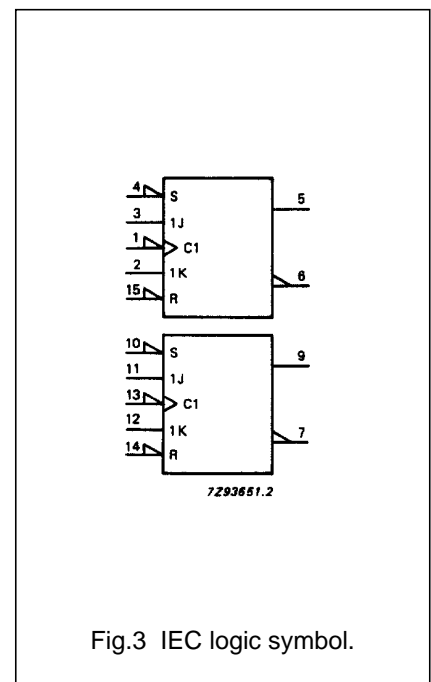 4 S 5
3 1J
1 C1
2 1K 6
15 R
10 S 9
11 1J
13 C1
12 1K 7
14 R
7Z93651.2
Fig.3 IEC logic symbol.